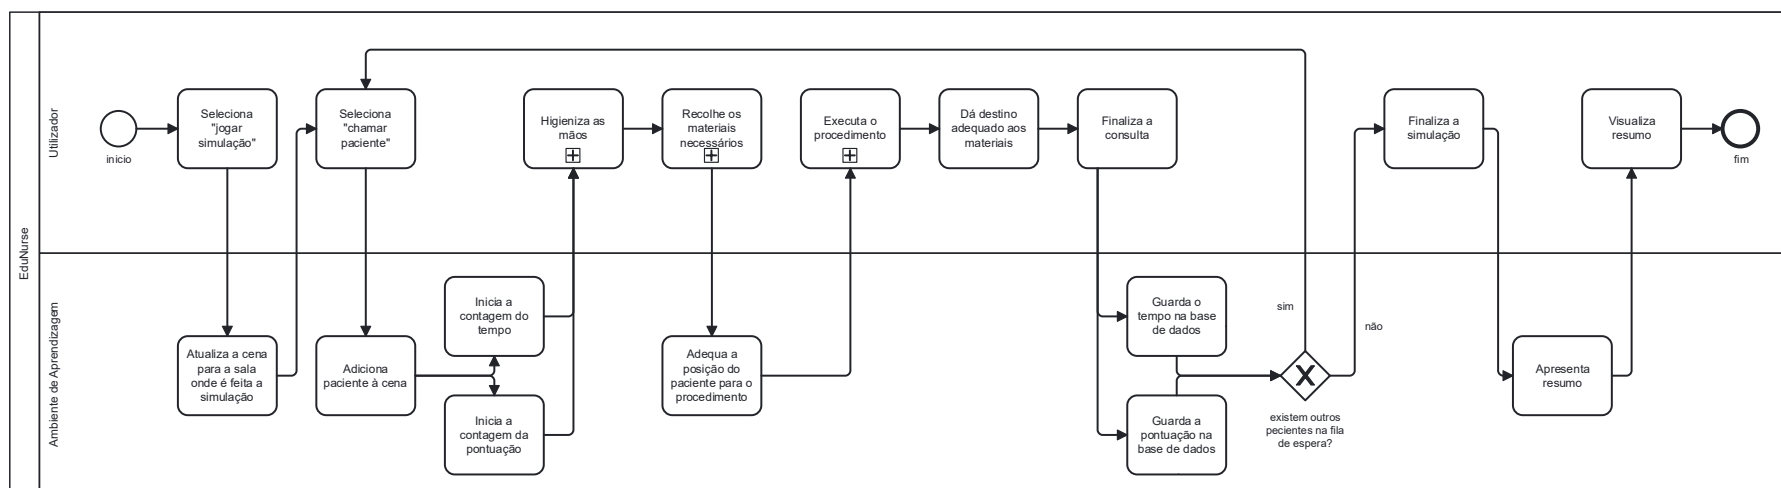 EduNurse
Utilizador
inicio
Seleciona
"jogar
simulação"
Seleciona
"chamar
paciente"
Higieniza as
mãos
Recolhe os
materiais
necessários
Executa o
procedimento
Dá destino
adequado aos
materiais
Finaliza a
consulta
Finaliza a
simulação
Visualiza
resumo
fim
Ambiente de Aprendizagem
Atualiza a cena
para a sala
onde é feita a
simulação
Adiciona
paciente à cena
Inicia a
contagem do
tempo
Inicia a
contagem da
pontuação
Adequa a
posição do
paciente para o
procedimento
Guarda o
tempo na base
de dados
Guarda a
pontuação na
base de dados
sim
não
existem outros
pecientes na fila
de espera?
Apresenta
resumo